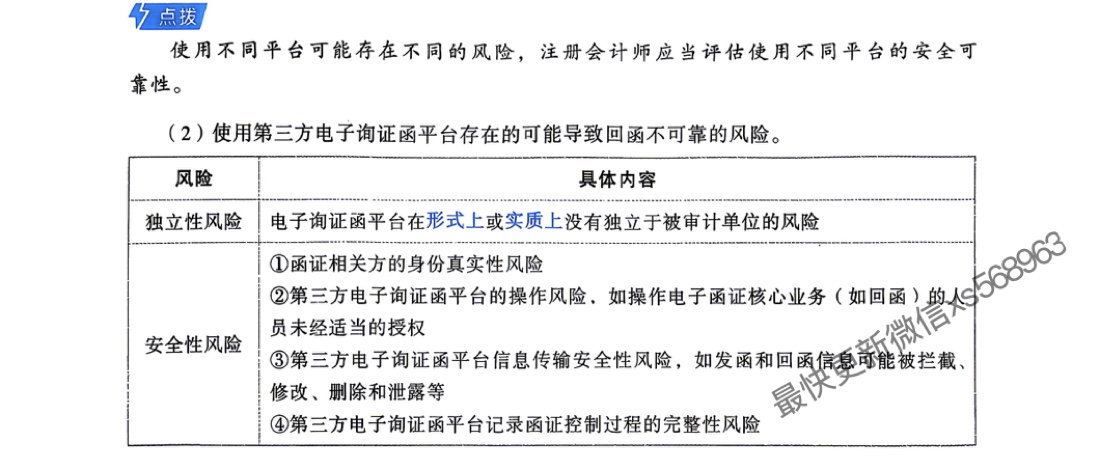 点拨
使用不同平台可能存在不同的风险，注册会计师应当评估使用不同平台的安全可
靠性。
（2）使用第三方电子询证函平台存在的可能导致回函不可靠的风险。
风险 具体内容
独立性风险 电子询证函平台在形式上或实质上没有独立于被审计单位的风险
安全性风险
①函证相关方的身份真实性风险
②第三方电子询证函平台的操作风险，如操作电子函证核心业务（如回函）的人
员未经适当的授权
③第三方电子询证函平台信息传输安全性风险，如发函和回函信息可能被拦截、
修改、删除和泄露等
④第三方电子询证函平台记录函证控制过程的完整性风险
最快更新微信xs568963